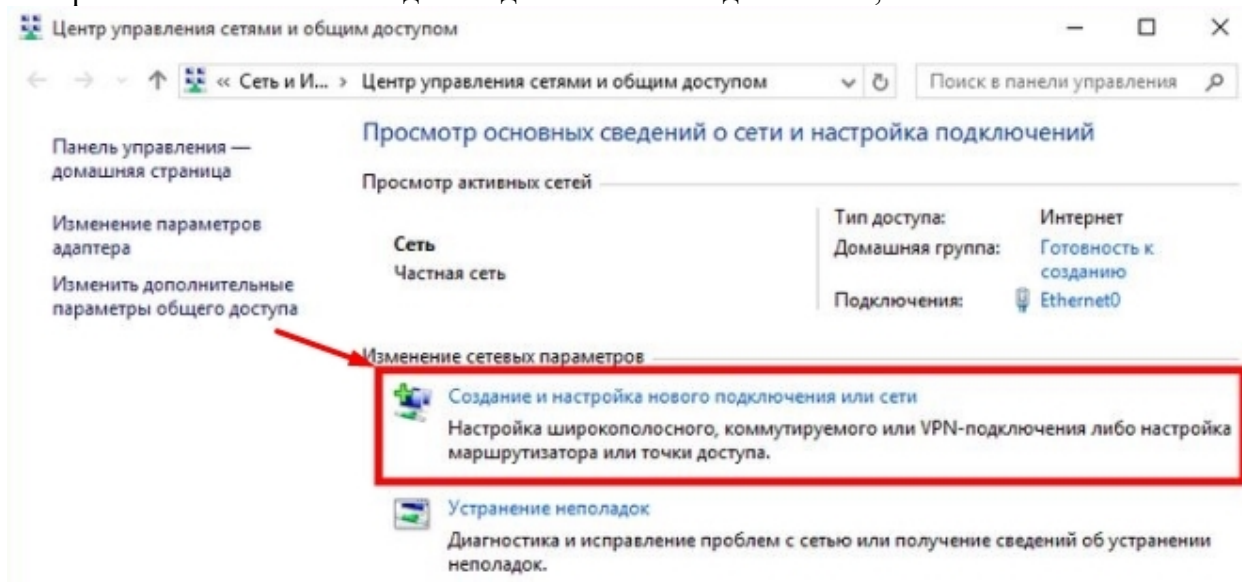 Центр управления сетями и общим доступом
« Сеть и И... › Центр управления сетями и общим доступом
Поиск в панели управления
Панель управления —
домашняя страница
Изменение параметров
адаптера
Изменить дополнительные
параметры общего доступа
Просмотр основных сведений о сети и настройка подключений
Просмотр активных сетей
Сеть
Частная сеть
Тип доступа: Интернет
Домашняя группа: Готовность к
созданию
Подключения: Ethernet0
Изменение сетевых параметров
Создание и настройка нового подключения или сети
Настройка широкополосного, коммутируемого или VPN-подключения либо настройка
маршрутизатора или точки доступа.
Устранение неполадок
Диагностика и исправление проблем с сетью или получение сведений об устранении
неполадок.